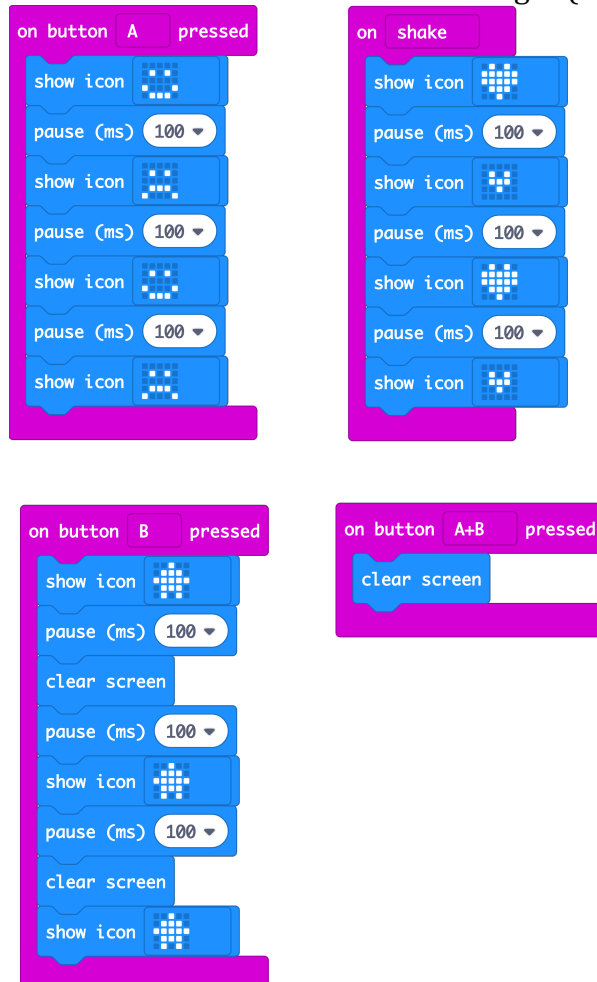 on button A pressed
show icon
pause (ms) 100
show icon
pause (ms) 100
show icon
pause (ms) 100
show icon
on shake
show icon
pause (ms) 100
show icon
pause (ms) 100
show icon
pause (ms) 100
show icon
on button B pressed
show icon
pause (ms) 100
clear screen
pause (ms) 100
show icon
pause (ms) 100
clear screen
show icon
on button A+B pressed
clear screen